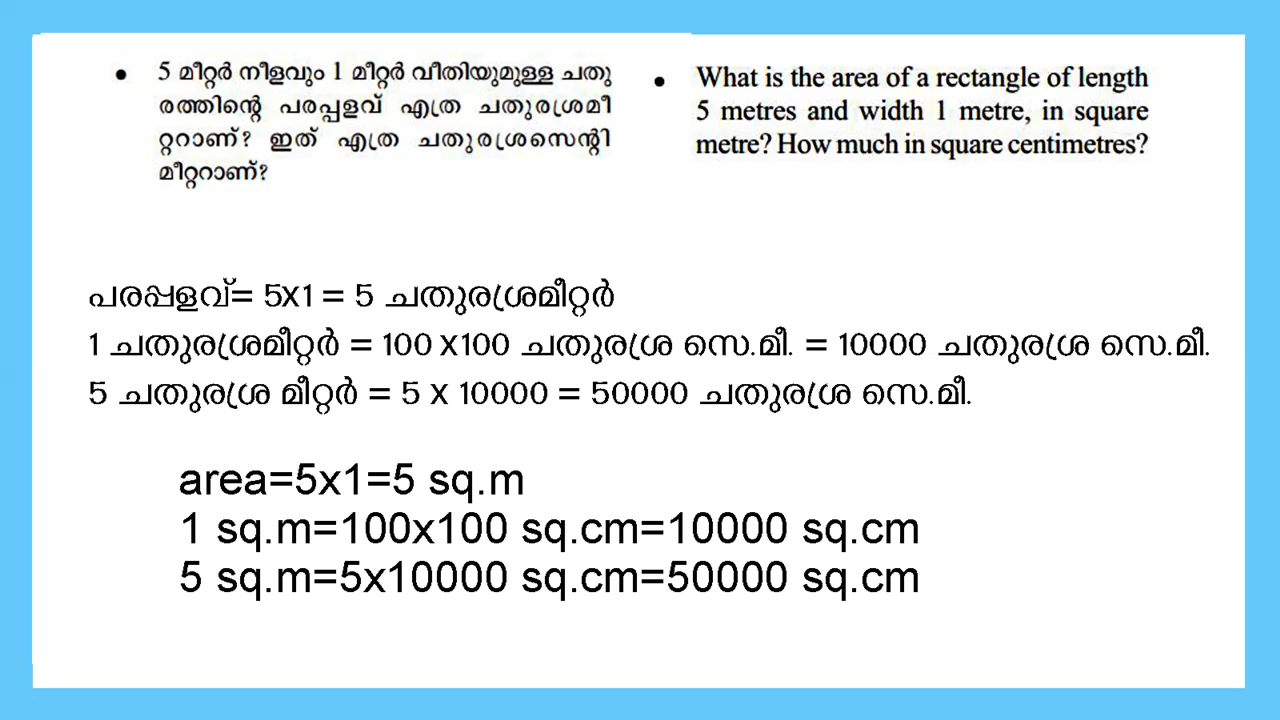 • 5 മീറ്റർ നീളവും 1 മീറ്റർ വീതിയുമുള്ള ചതു
രത്തിന്റെ പരപ്പളവ് എത്ര ചതുരശ്രമീ
റ്ററാണ്? ഇത് എത്ര ചതുരശ്രസെന്റി
മീറ്ററാണ്?
• What is the area of a rectangle of length
5 metres and width 1 metre, in square
metre? How much in square centimetres?
പരപ്പളവ്= 5X1 = 5 ചതുരശ്രമീറ്റർ
1 ചതുരശ്രമീറ്റർ = 100 X100 ചതുരശ്ര സെ.മീ. = 10000 ചതുരശ്ര സെ.മീ.
5 ചതുരശ്ര മീറ്റർ = 5 X 10000 = 50000 ചതുരശ്ര സെ.മീ.
area=5x1=5 sq.m
1 sq.m=100x100 sq.cm=10000 sq.cm
5 sq.m=5x10000 sq.cm=50000 sq.cm